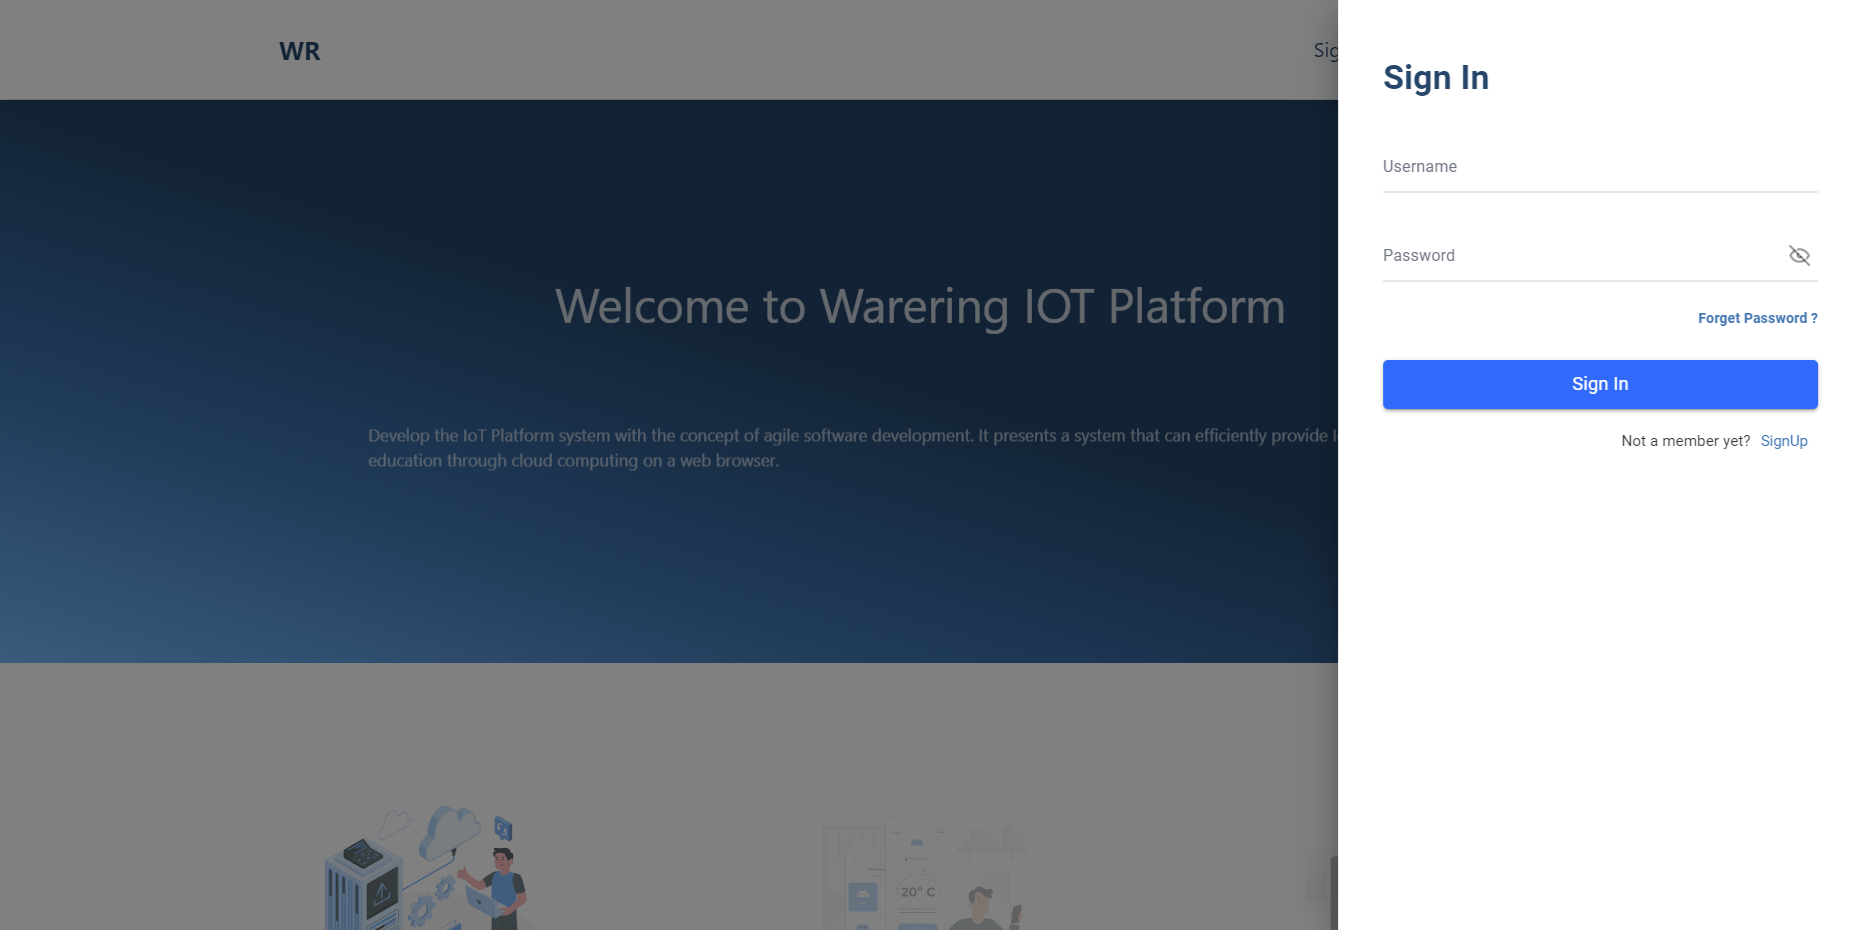 WR
Welcome to Warering IOT Platform
Develop the IoT Platform system with the concept of agile software development. It presents a system that can efficiently provide
education through cloud computing on a web browser.
20° C
Sign In
Username
Password
Forget Password ?
Sign In
Not a member yet? SignUp